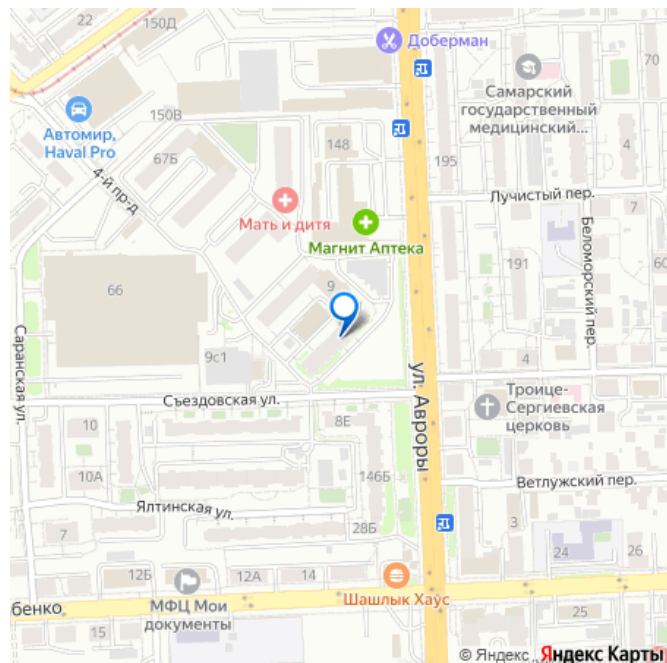 22
150Д
Доберман
Самарский
государственный
медицинский...
70
Автомир,
Haval Pro
150В
67Б
4-й пр-д
148
195
4
Мать и дитя
Лучистый пер.
7
Магнит Аптека
Беломорский пер.
66
9
191
60
Саранская ул.
9с1
ул. Авроры
4
Съездовская ул.
Троице-
Сергиевская
церковь
10
8Е
10А
146Б
Ветлужский пер.
Ялтинская ул.
7
28Б
3
24
26
12Б
12А
14
бенко
МФЦ Мои
документы
Шашлык Хаус
15
25
© Яндекс
Яндекс Карты